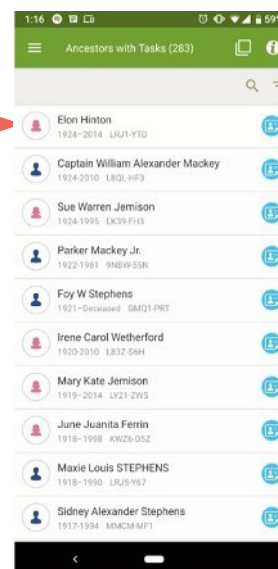 1:16 59%
Ancestors with Tasks (283)
Elon Hinton
1924–2014 LRJ1-YTD
Captain William Alexander Mackey
1924-2010 L8QL-HF3
Sue Warren Jemison
1924-1995 LK39-FHS
Parker Mackey Jr.
1922-1981 9NBW-55N
Foy W Stephens
1921–Deceased GMQ1-PRT
Irene Carol Wetherford
1920-2010 L83Z-S6H
Mary Kate Jemison
1919–2014 LY21-ZWS
June Juanita Ferrin
1918–1998 KWZ6-D5Z
Maxie Louis STEPHENS
1918–1990 LRJS-Y67
Sidney Alexander Stephens
1917-1994 MMCM-MF1